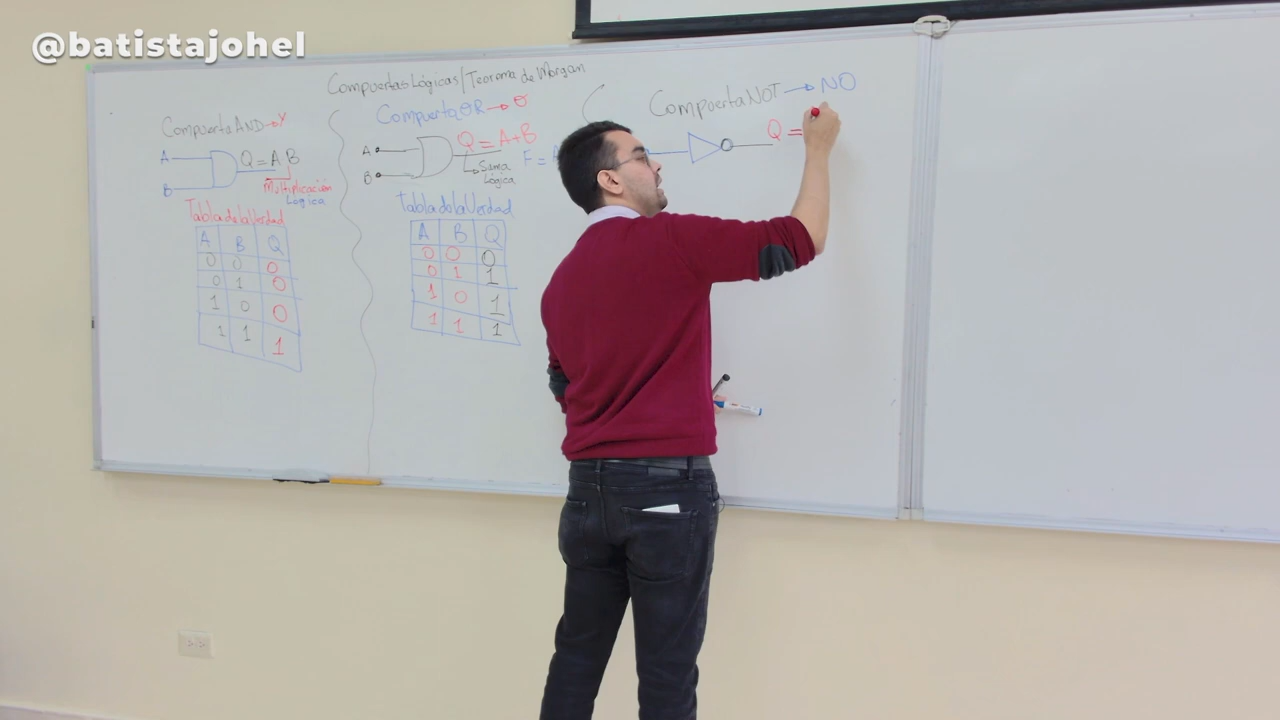 @batistajohel
Compuertas Lógicas/Teorema de Morgan
Compuerta AND→Y
A
B
Q=A B
Multiplicación
Lógica
Tabla de la Verdad
A B Q
0 0 0
0 1 0
1 0 0
1 1 1
Compuerta OR→O
A
B
Q=A+B
Suma
Lógica
Tabla de la Verdad
A B Q
0 0 0
0 1 1
1 0 1
1 1 1
F=
Compuerta NOT→NO
Q=